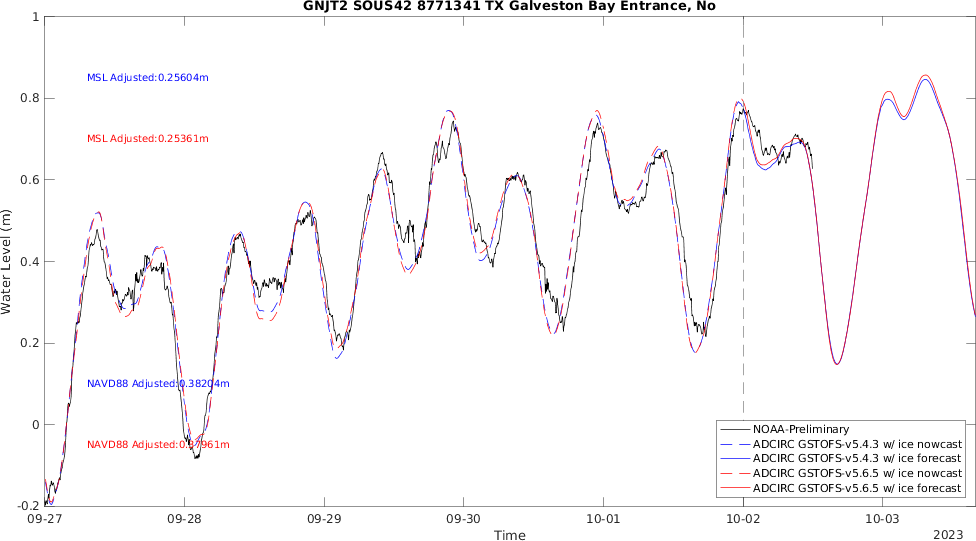 GNJT2 SOUS42 8771341 TX Galveston Bay Entrance, No
Water Level (m)
1
0.8
0.6
0.4
0.2
0
-0.2
MSL Adjusted:0.25604m
MSL Adjusted:0.25361m
NAVD88 Adjusted:0.38204m
NAVD88 Adjusted:0.37961m
NOAA-Preliminary
ADCIRC GSTOFS-v5.4.3 w/ ice nowcast
ADCIRC GSTOFS-v5.4.3 w/ ice forecast
ADCIRC GSTOFS-v5.6.5 w/ ice nowcast
ADCIRC GSTOFS-v5.6.5 w/ ice forecast
09-27 09-28 09-29 09-30 10-01 10-02 10-03
Time
2023